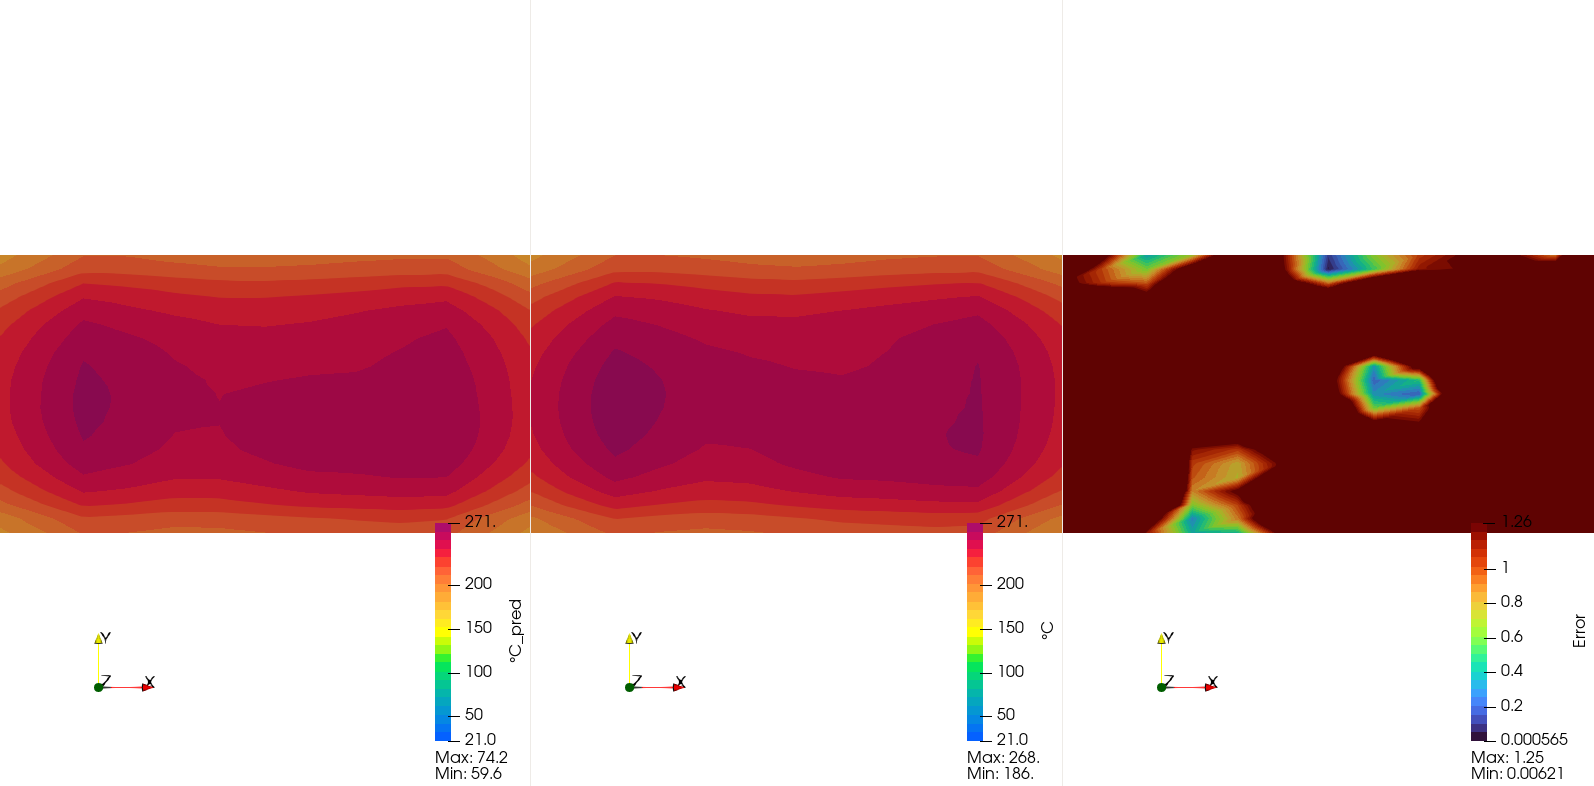 271.
200
150
100
50
21.0
°C_pred
Max: 74.2
Min: 59.6
Y
Z
X
271.
200
150
100
50
21.0
°C
Max: 268.
Min: 186.
Y
Z
X
1.26
1
0.8
0.6
0.4
0.2
0.000565
Error
Max: 1.25
Min: 0.00621
Y
Z
X